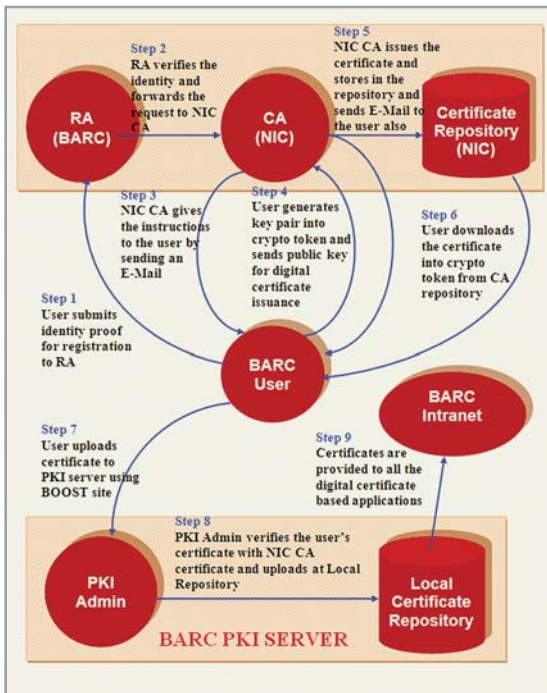 Step 2
RA verifies the
identity and
forwards the
request to NIC
CA
Step 5
NIC CA issues the
certificate and
stores in the
repository and
sends E-Mail to
the user also
RA
(BARC)
CA
(NIC)
Certificate
Repository
(NIC)
Step 3
NIC CA gives
the instructions
to the user by
sending an
E-Mail
Step 4
User generates
key pair into
crypto token and
sends public key
for digital
certificate
issuance
Step 6
User downloads
the certificate
into crypto
token from CA
repository
Step 1
User submits
identity proof
for registration
to RA
BARC
User
BARC
Intranet
Step 7
User uploads
certificate to
PKI server using
BOOST site
Step 9
Certificates are
provided to all the
digital certificate
based applications
Step 8
PKI Admin verifies the user's
certificate with NIC CA
certificate and uploads at Local
Repository
PKI
Admin
Local
Certificate
Repository
BARC PKI SERVER